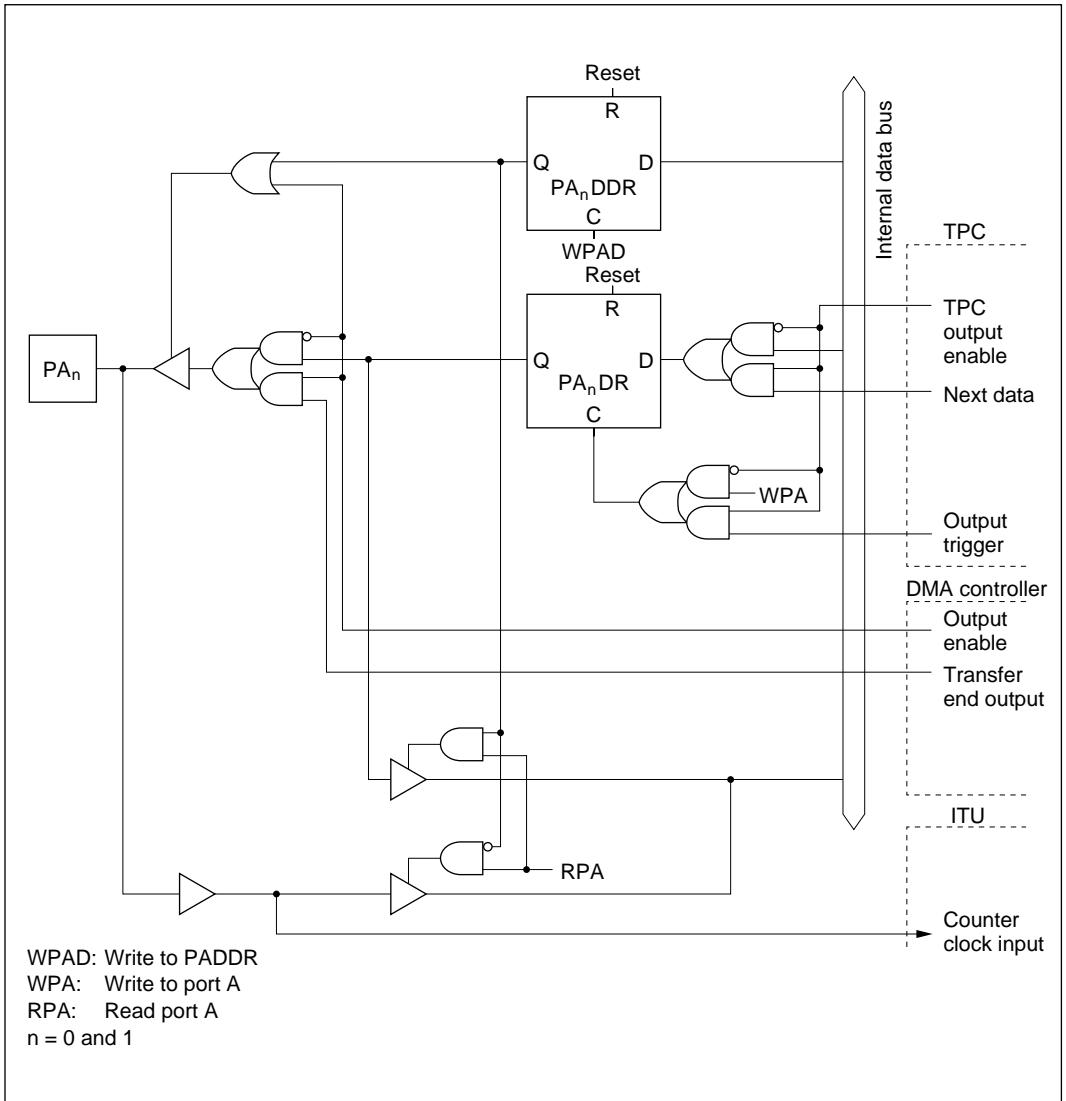 Reset
R
Q
D
PAnDDR
C
WPAD
Internal data bus
TPC
Reset
R
Q
D
PAnDR
C
TPC
output
enable
Next data
PAn
WPA
Output
trigger
DMA controller
Output
enable
Transfer
end output
ITU
RPA
Counter
clock input
WPAD: Write to PADDR
WPA: Write to port A
RPA: Read port A
n = 0 and 1